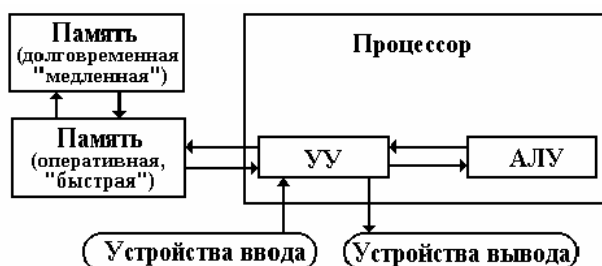 Память
(долговременная
"медленная")
Процессор
Память
(оперативная,
"быстрая")
УУ
АЛУ
Устройства ввода
Устройства вывода